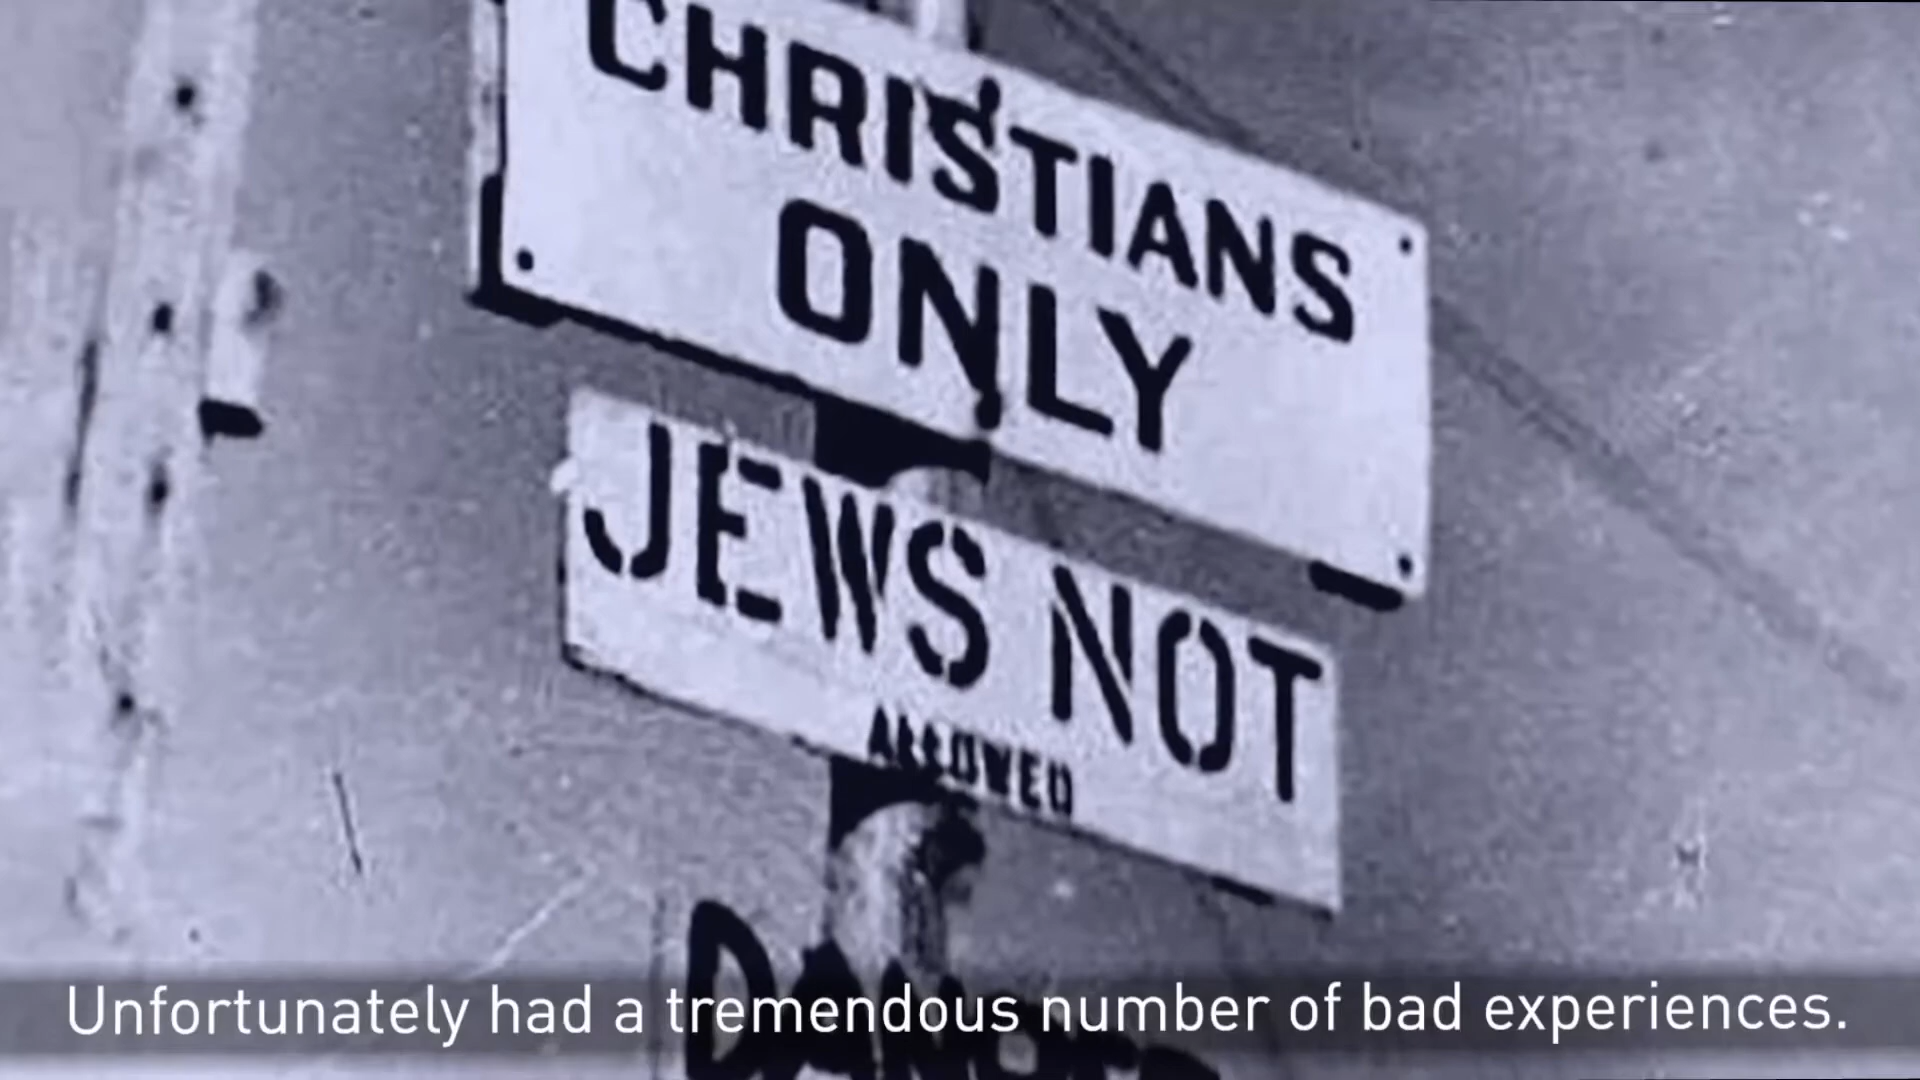 CHRISTIANS
ONLY
JEWS NOT
ALLOWED
Unfortunately had a tremendous number of bad experiences.